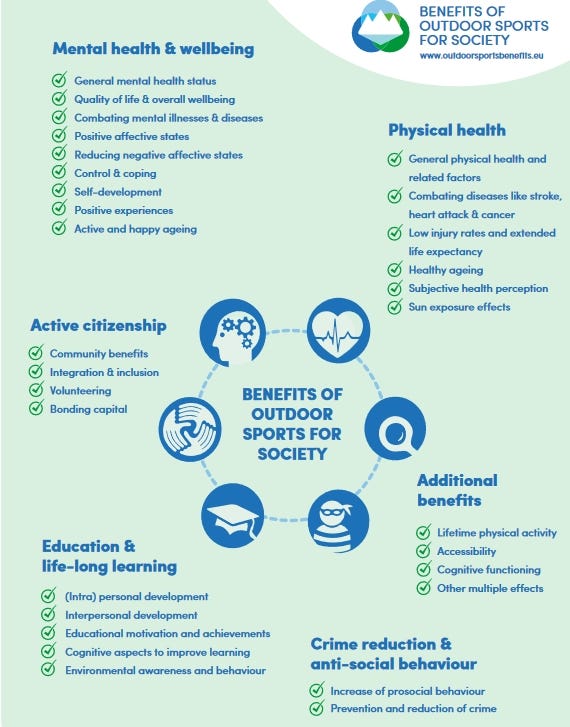 BENEFITS OF
OUTDOOR SPORTS
FOR SOCIETY
www.outdoorsportsbenefits.eu
Mental health & wellbeing
General mental health status
Quality of life & overall wellbeing
Combating mental illnesses & diseases
Positive affective states
Reducing negative affective states
Control & coping
Self-development
Positive experiences
Active and happy ageing
Physical health
General physical health and
related factors
Combating diseases like stroke,
heart attack & cancer
Low injury rates and extended
life expectancy
Healthy ageing
Subjective health perception
Sun exposure effects
Active citizenship
Community benefits
Integration & inclusion
Volunteering
Bonding capital
BENEFITS OF
OUTDOOR
SPORTS FOR
SOCIETY
Additional
benefits
Lifetime physical activity
Accessibility
Cognitive functioning
Other multiple effects
Education &
life-long learning
(Intra) personal development
Interpersonal development
Educational motivation and achievements
Cognitive aspects to improve learning
Environmental awareness and behaviour
Crime reduction &
anti-social behaviour
Increase of prosocial behaviour
Prevention and reduction of crime